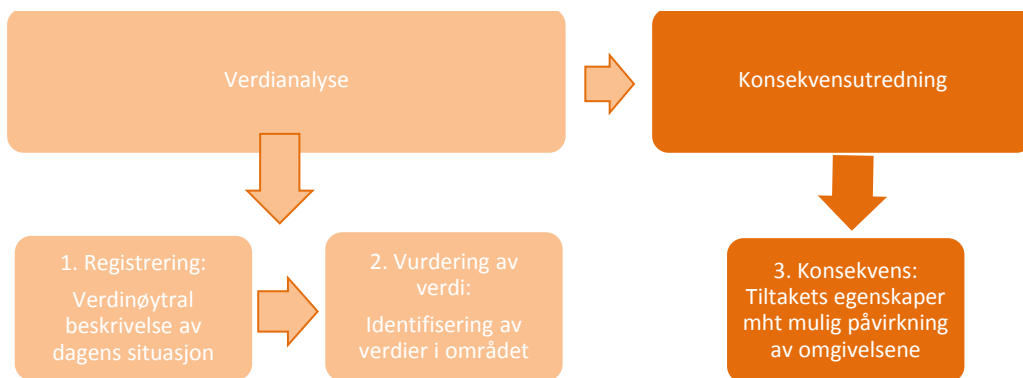 Verdianalyse
Konsekvensutredning
1. Registrering:
Verdinøytral
beskrivelse av
dagens situasjon
2. Vurdering av
verdi:
Identifisering av
verdier i området
3. Konsekvens:
Tiltakets egenskaper
mht mulig påvirkning
av omgivelsene